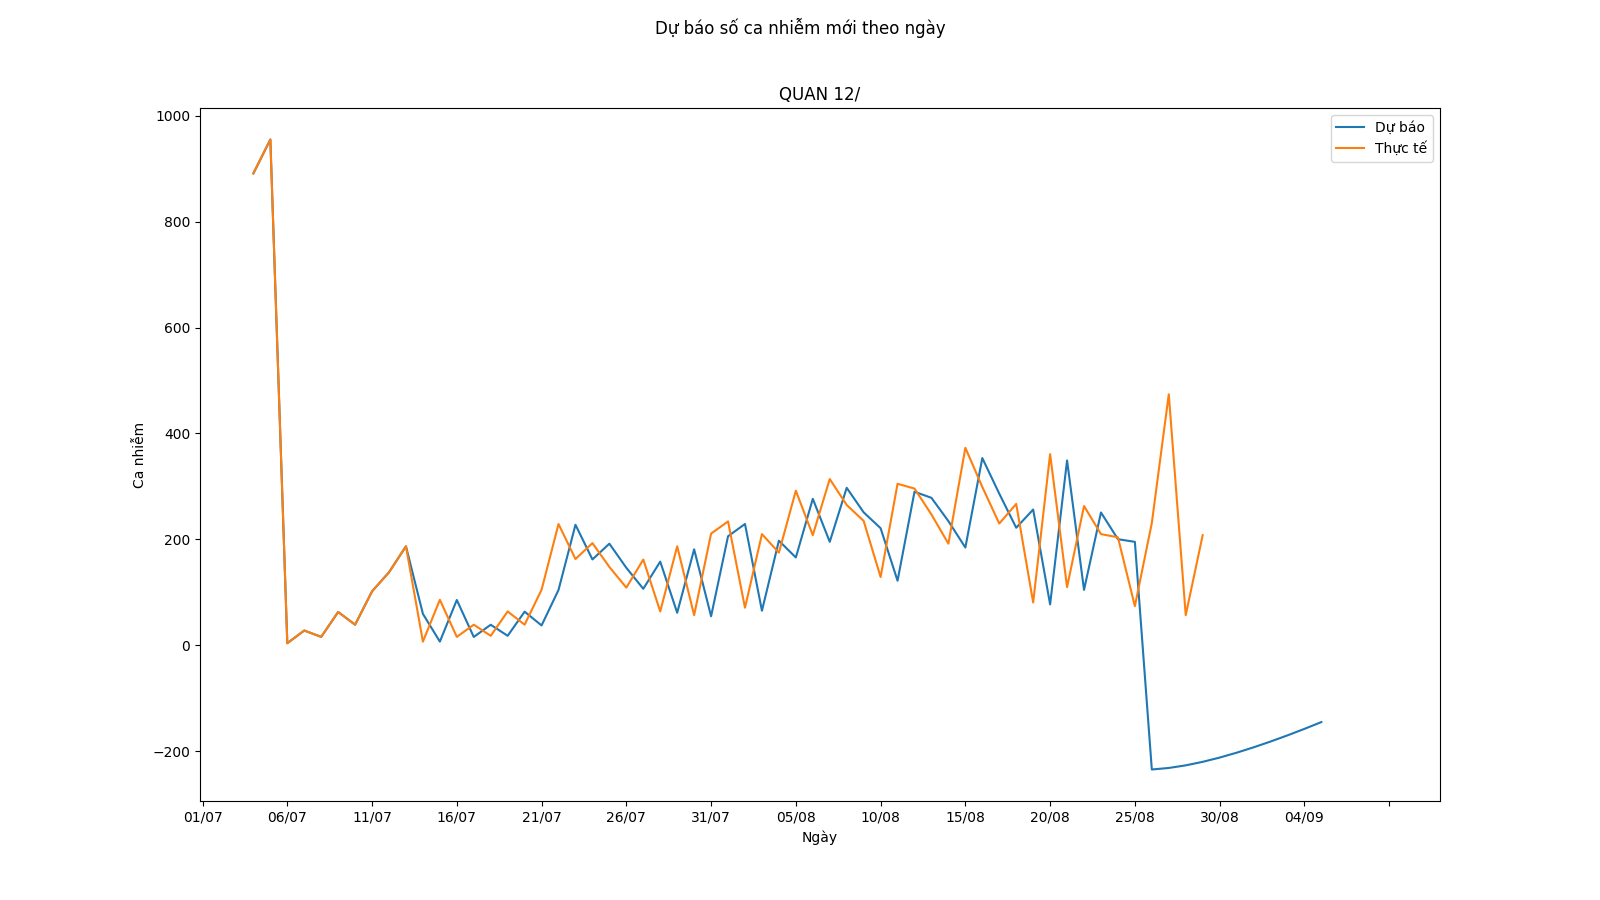 Dự báo số ca nhiễm mới theo ngày
QUAN 12/
Dự báo
Thực tế
Ca nhiễm
1000
800
600
400
200
0
−200
01/07 06/07 11/07 16/07 21/07 26/07 31/07 05/08 10/08 15/08 20/08 25/08 30/08 04/09
Ngày